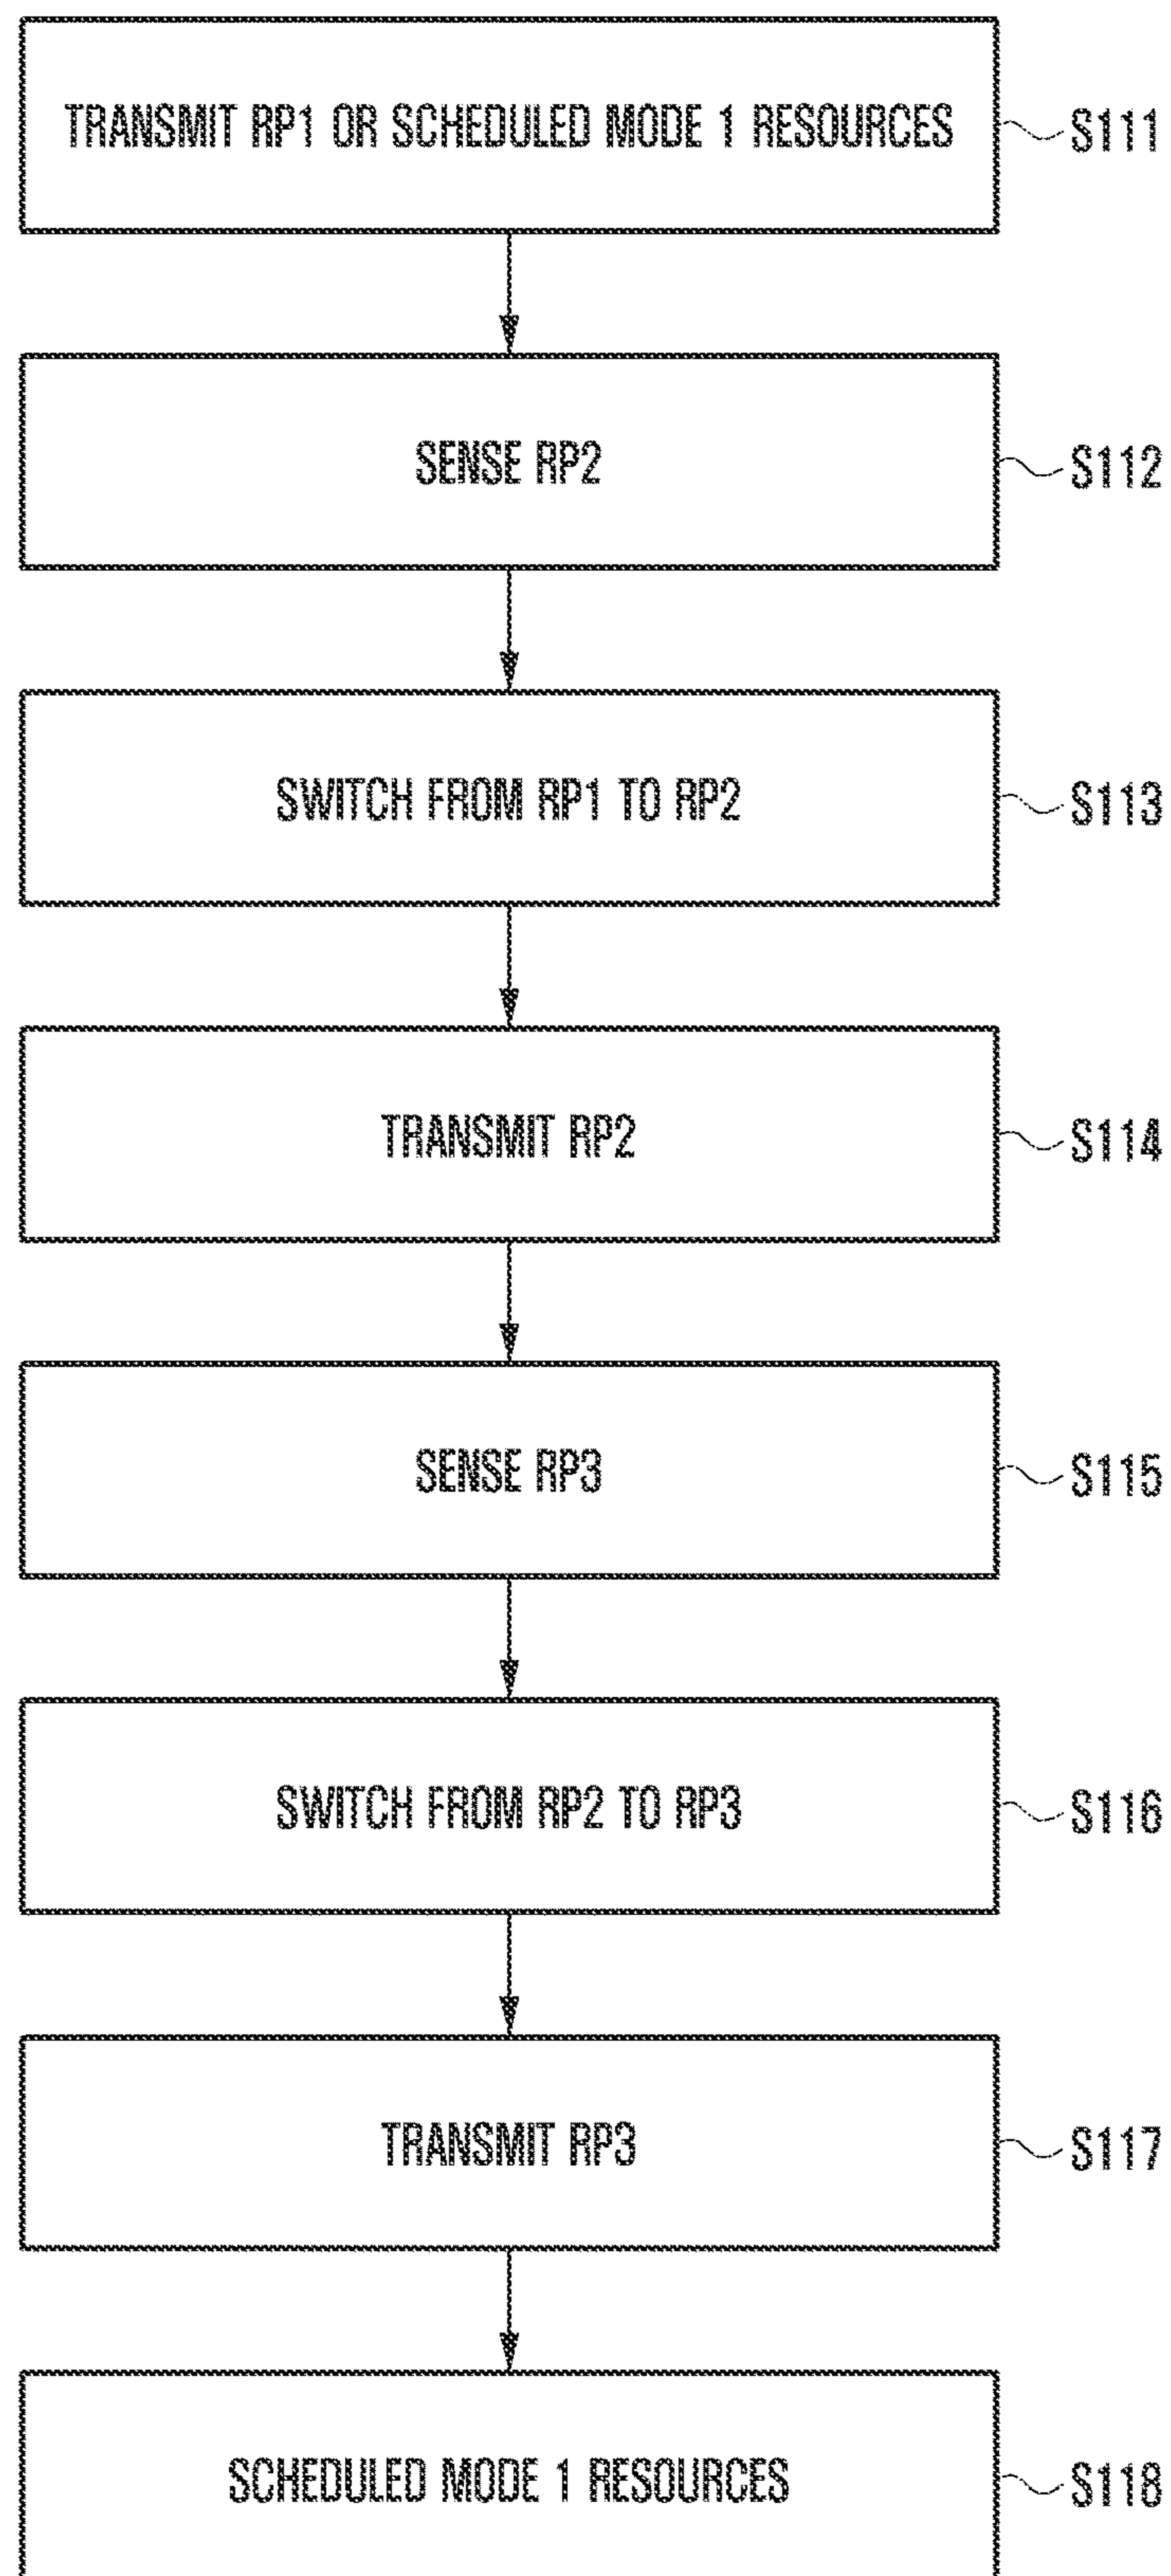 TRANSMIT RP1 OR SCHEDULED MODE 1 RESOURCES
S111
SENSE RP2
S112
SWITCH FROM RP1 TO RP2
S113
TRANSMIT RP2
S114
SENSE RP3
S115
SWITCH FROM RP2 TO RP3
S116
TRANSMIT RP3
S117
SCHEDULED MODE 1 RESOURCES
S118